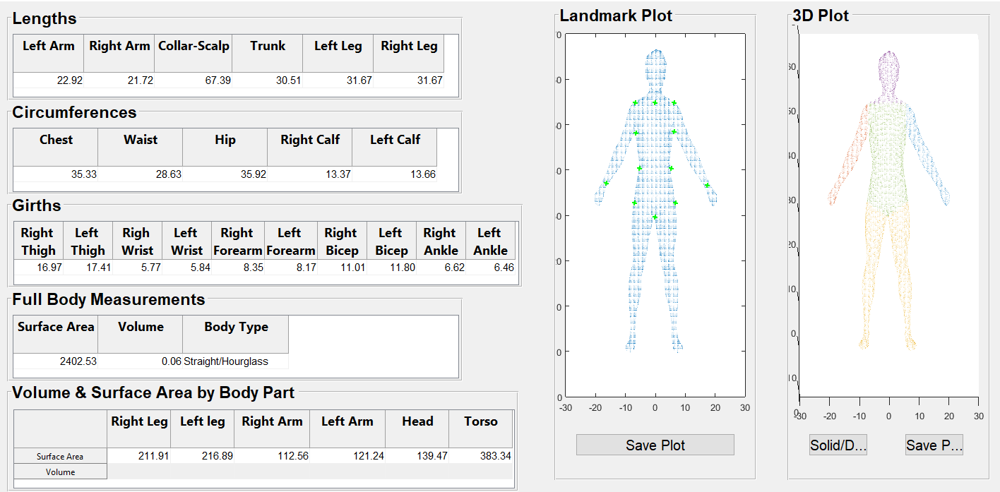 Lengths
Left Arm Right Arm Collar-Scalp Trunk Left Leg Right Leg
22.92 21.72 67.39 30.51 31.67 31.67
Circumferences
Chest Waist Hip Right Calf Left Calf
35.33 28.63 35.92 13.37 13.66
Girths
Right Left Righ Left Right Left Right Left Right Left
Thigh Thigh Wrist Wrist Forearm Forearm Bicep Bicep Ankle Ankle
16.97 17.41 5.77 5.84 8.35 8.17 11.01 11.80 6.62 6.46
Full Body Measurements
Surface Area Volume Body Type
2402.53 0.06 Straight/Hourglass
Volume & Surface Area by Body Part
Right Leg Left leg Right Arm Left Arm Head Torso
Surface Area 211.91 216.89 112.56 121.24 139.47 383.34
Volume
Landmark Plot
0
0
0
0
0
0
0
0
0
-30 -20 -10 0 10 20 30
Save Plot
3D Plot
60
50
40
30
20
10
0
10
0
-30 -20 -10 0 10 20 30
Solid/D... Save P...